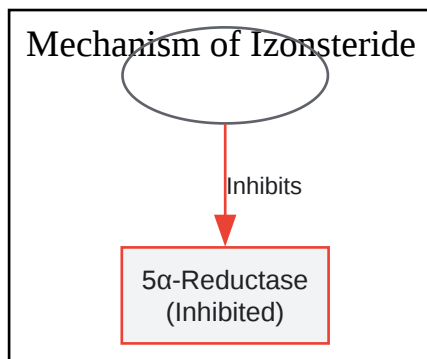 Mechanism of Izonsteride
Inhibits
5α-Reductase
(Inhibited)